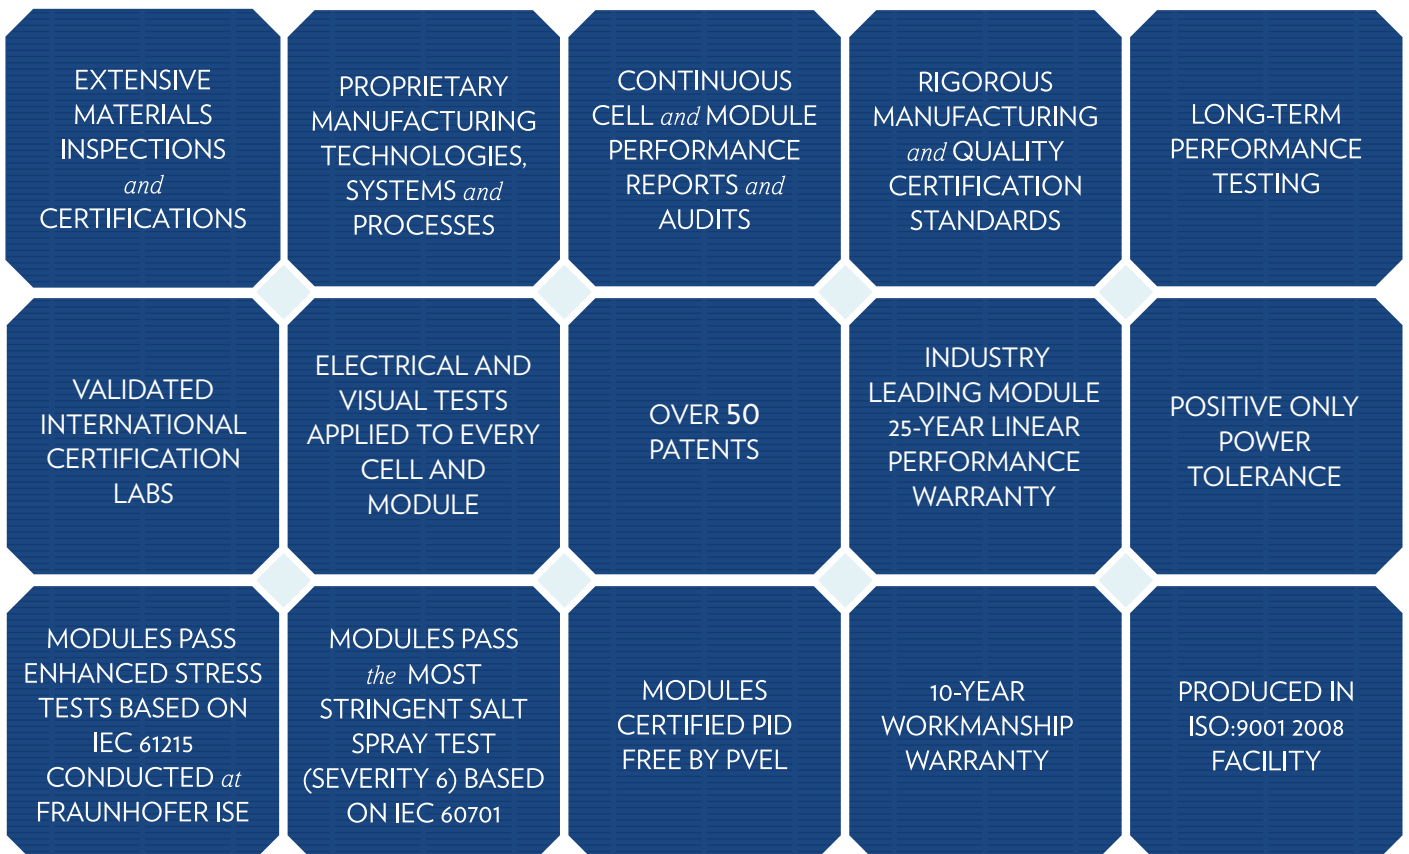 EXTENSIVE
MATERIALS
INSPECTIONS
and
CERTIFICATIONS
PROPRIETARY
MANUFACTURING
TECHNOLOGIES,
SYSTEMS and
PROCESSES
CONTINUOUS
CELL and MODULE
PERFORMANCE
REPORTS and
AUDITS
RIGOROUS
MANUFACTURING
and QUALITY
CERTIFICATION
STANDARDS
LONG-TERM
PERFORMANCE
TESTING
VALIDATED
INTERNATIONAL
CERTIFICATION
LABS
ELECTRICAL AND
VISUAL TESTS
APPLIED TO EVERY
CELL AND
MODULE
OVER 50
PATENTS
INDUSTRY
LEADING MODULE
25-YEAR LINEAR
PERFORMANCE
WARRANTY
POSITIVE ONLY
POWER
TOLERANCE
MODULES PASS
ENHANCED STRESS
TESTS BASED ON
IEC 61215
CONDUCTED at
FRAUNHOFER ISE
MODULES PASS
the MOST
STRINGENT SALT
SPRAY TEST
(SEVERITY 6) BASED
ON IEC 60701
MODULES
CERTIFIED PID
FREE BY PVEL
10-YEAR
WORKMANSHIP
WARRANTY
PRODUCED IN
ISO:9001 2008
FACILITY